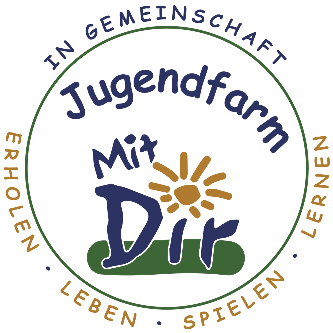 IN GEMEINSCHAFT
Jugendfarm
Mit
Dir
ERHOLEN · LEBEN · SPIELEN · LERNEN